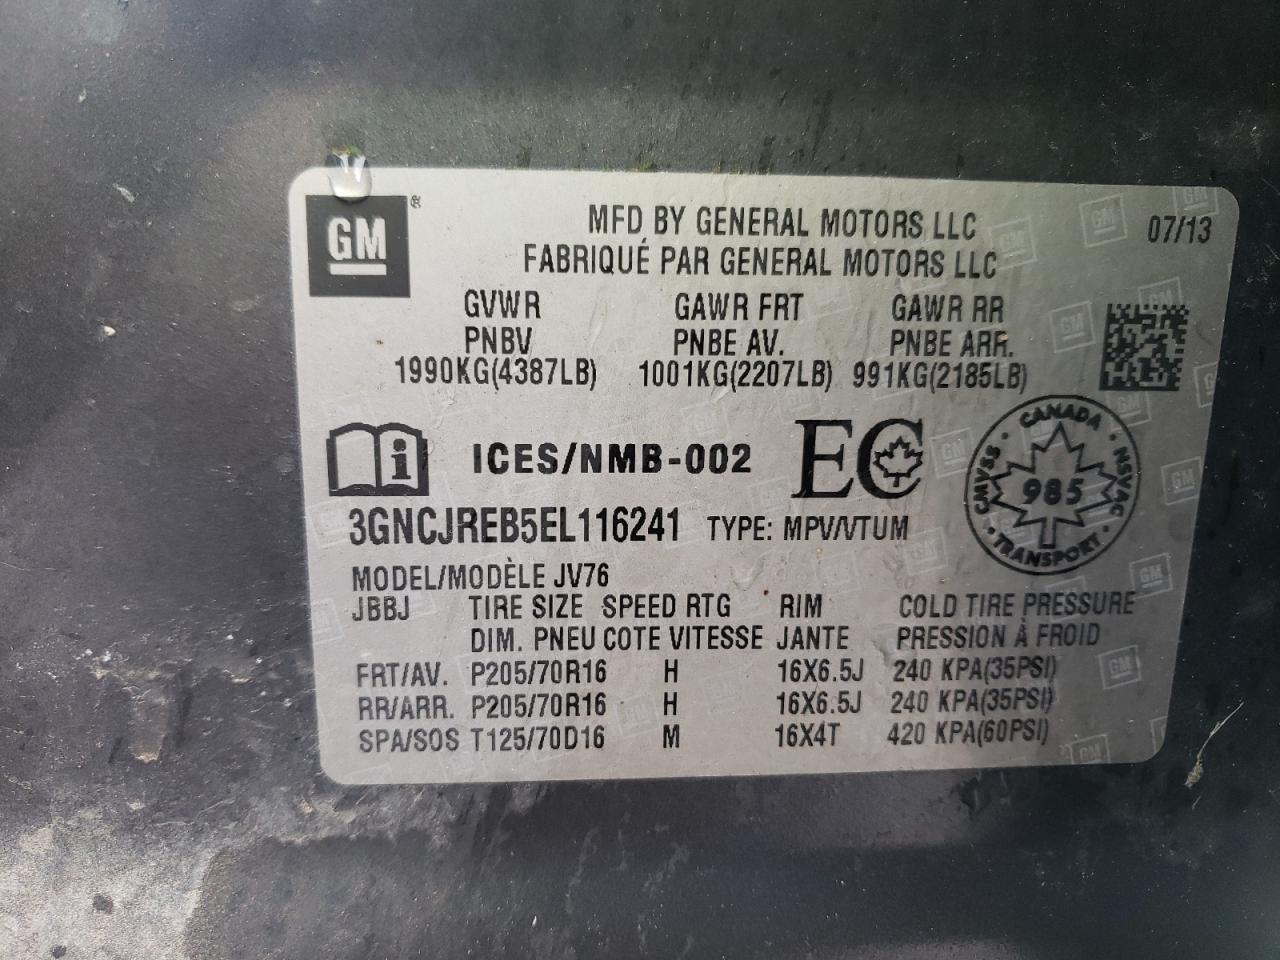 GM ®
MFD BY GENERAL MOTORS LLC 07/13
FABRIQUÉ PAR GENERAL MOTORS LLC
GVWR GAWR FRT GAWR RR
PNBV PNBE AV. PNBE ARR.
1990KG(4387LB) 1001KG(2207LB) 991KG(2185LB)
i ICES/NMB-002 EC
CANADA
CMVSS 985 NSVAC
TRANSPORT
3GNCJREB5EL116241 TYPE: MPV/VTUM
MODEL/MODÈLE JV76
JBBJ TIRE SIZE SPEED RTG RIM COLD TIRE PRESSURE
DIM. PNEU COTE VITESSE JANTE PRESSION À FROID
FRT/AV. P205/70R16 H 16X6.5J 240 KPA(35PSI)
RR/ARR. P205/70R16 H 16X6.5J 240 KPA(35PSI)
SPA/SOS T125/70D16 M 16X4T 420 KPA(60PSI)